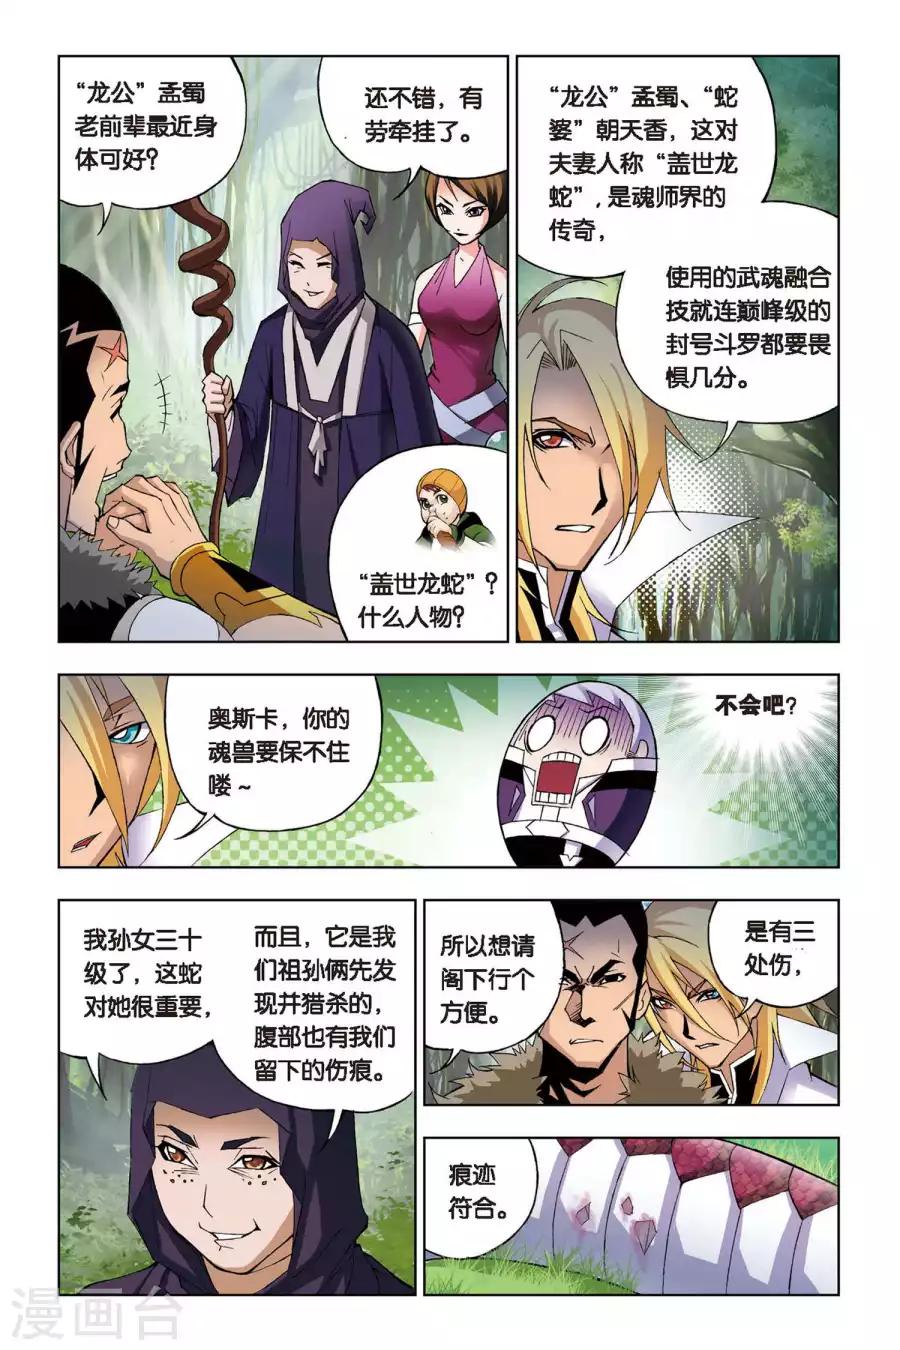 “龙公”孟蜀
老前辈最近身
体可好？
还不错，有
劳牵挂了。
“盖世龙蛇”？
什么人物？
“龙公”孟蜀、“蛇
婆”朝天香，这对
夫妻人称“盖世龙
蛇”，是魂师界的
传奇，
使用的武魂融合
技就连巅峰级的
封号斗罗都要畏
惧几分。
奥斯卡，你的
魂兽要保不住
喽～
不会吧？
我孙女三十
级了，这蛇
对她很重要，
而且，它是我
们祖孙俩先发
现并猎杀的，
腹部也有我们
留下的伤痕。
所以想请
阁下行个
方便。
是有三
处伤，
痕迹
符合。
漫画台